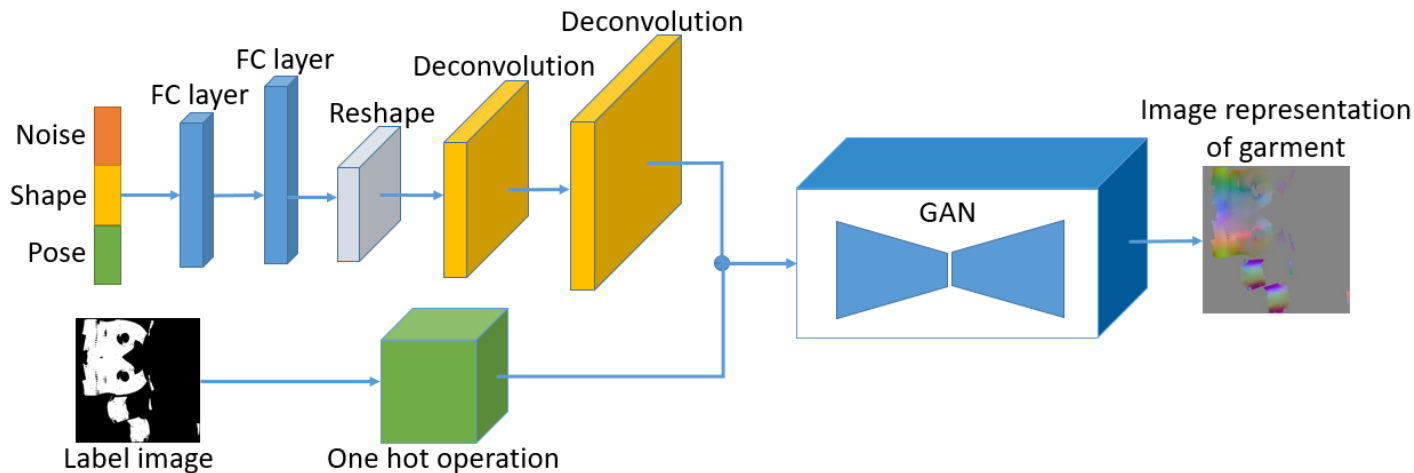 Noise
Shape
Pose
FC layer
FC layer
Reshape
Deconvolution
Deconvolution
GAN
Image representation
of garment
Label image
One hot operation